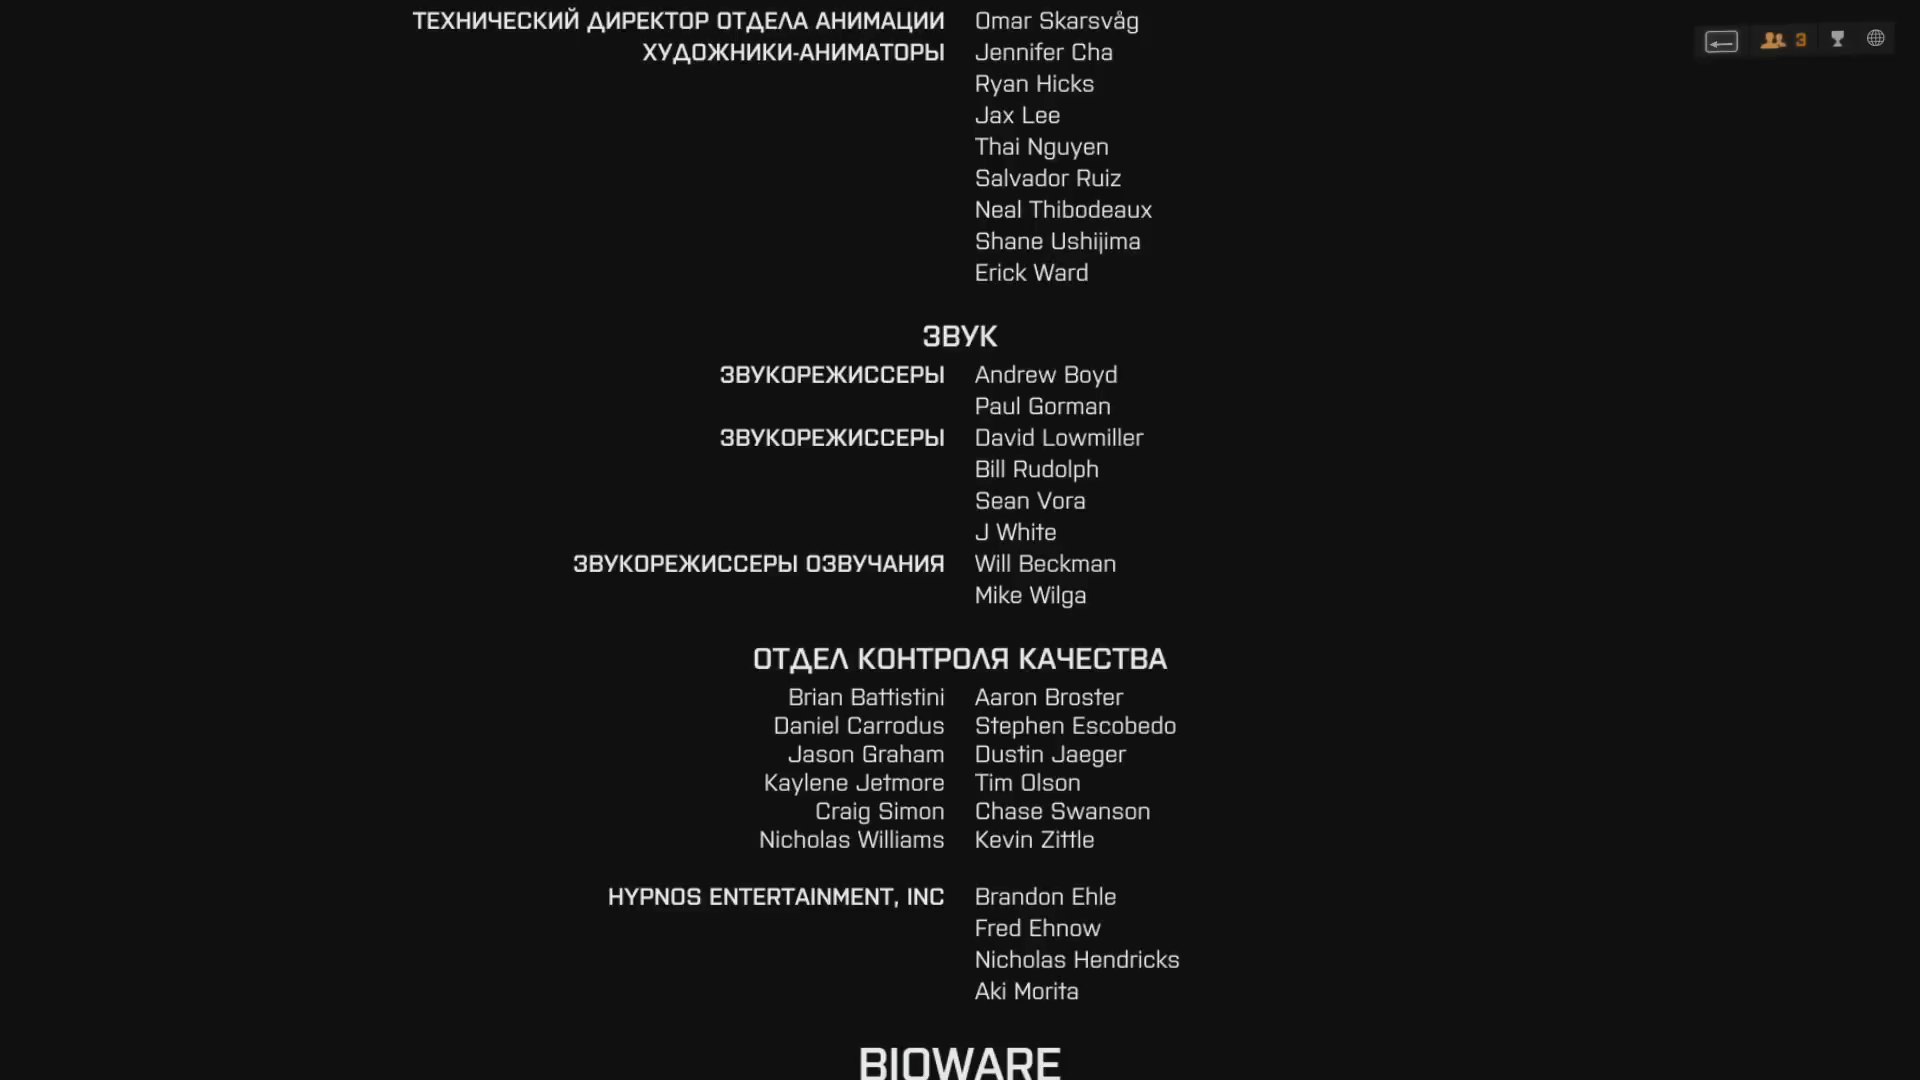 ТЕХНИЧЕСКИЙ ДИРЕКТОР ОТДЕЛА АНИМАЦИИ Omar Skarsvåg
ХУДОЖНИКИ-АНИМАТОРЫ Jennifer Cha
Ryan Hicks
Jax Lee
Thai Nguyen
Salvador Ruiz
Neal Thibodeaux
Shane Ushijima
Erick Ward
ЗВУК
ЗВУКОРЕЖИССЕРЫ Andrew Boyd
Paul Gorman
ЗВУКОРЕЖИССЕРЫ David Lowmiller
Bill Rudolph
Sean Vora
J White
ЗВУКОРЕЖИССЕРЫ ОЗВУЧАНИЯ Will Beckman
Mike Wilga
ОТДЕЛ КОНТРОЛЯ КАЧЕСТВА
Brian Battistini Aaron Broster
Daniel Carrodus Stephen Escobedo
Jason Graham Dustin Jaeger
Kaylene Jetmore Tim Olson
Craig Simon Chase Swanson
Nicholas Williams Kevin Zittle
HYPNOS ENTERTAINMENT, INC Brandon Ehle
Fred Ehnow
Nicholas Hendricks
Aki Morita
BIOWARE
3